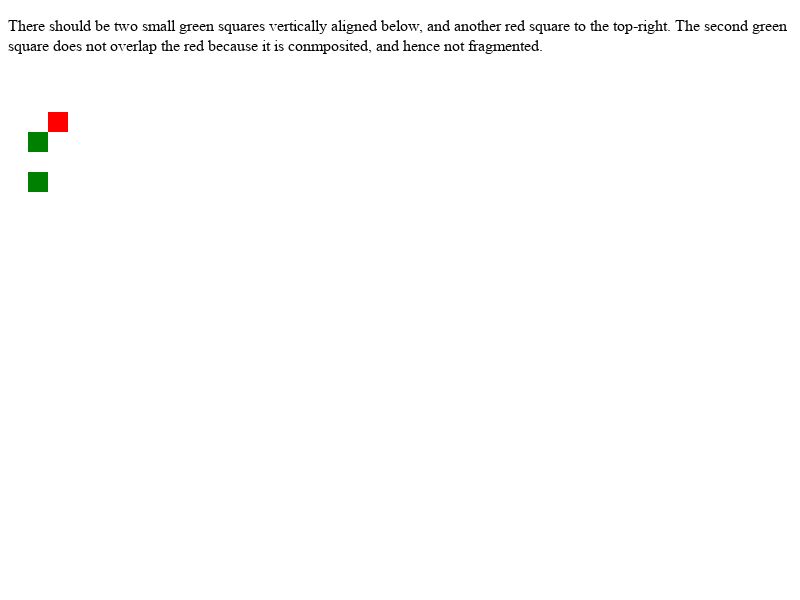 There should be two small green squares vertically aligned below, and another red square to the top-right. The second green
square does not overlap the red because it is conmposited, and hence not fragmented.